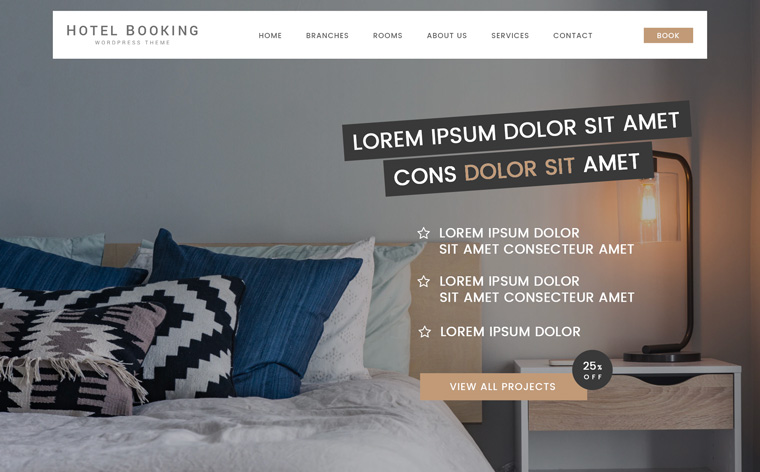 HOTEL BOOKING
WORDPRESS THEME
HOME BRANCHES ROOMS ABOUT US SERVICES CONTACT BOOK
LOREM IPSUM DOLOR SIT AMET
CONS DOLOR SIT AMET
LOREM IPSUM DOLOR
SIT AMET CONSECTEUR AMET
LOREM IPSUM DOLOR
SIT AMET CONSECTEUR AMET
LOREM IPSUM DOLOR
25%
OFF
VIEW ALL PROJECTS